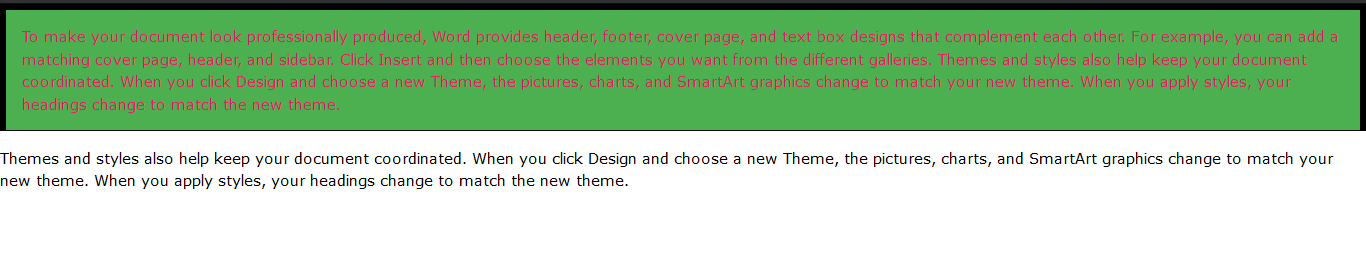 To make your document look professionally produced, Word provides header, footer, cover page, and text box designs that complement each other. For example, you can add a
matching cover page, header, and sidebar. Click Insert and then choose the elements you want from the different galleries. Themes and styles also help keep your document
coordinated. When you click Design and choose a new Theme, the pictures, charts, and SmartArt graphics change to match your new theme. When you apply styles, your
headings change to match the new theme.
Themes and styles also help keep your document coordinated. When you click Design and choose a new Theme, the pictures, charts, and SmartArt graphics change to match your
new theme. When you apply styles, your headings change to match the new theme.